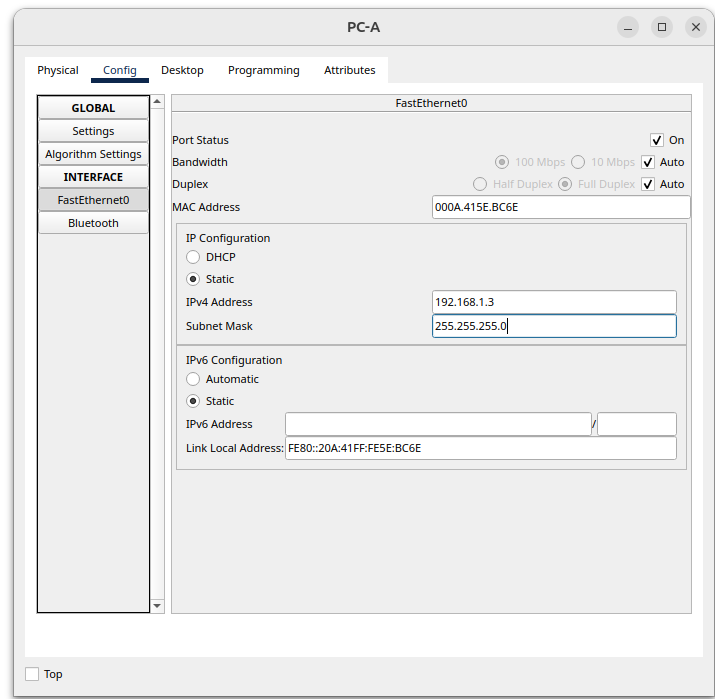 PC-A
Physical Config Desktop Programming Attributes
GLOBAL
Settings
Algorithm Settings
INTERFACE
FastEthernet0
Bluetooth
FastEthernet0
Port Status On
Bandwidth 100 Mbps 10 Mbps Auto
Duplex Half Duplex Full Duplex Auto
MAC Address 000A.415E.BC6E
IP Configuration
DHCP
Static
IPv4 Address 192.168.1.3
Subnet Mask 255.255.255.0
IPv6 Configuration
Automatic
Static
IPv6 Address /
Link Local Address: FE80::20A:41FF:FE5E:BC6E
Top